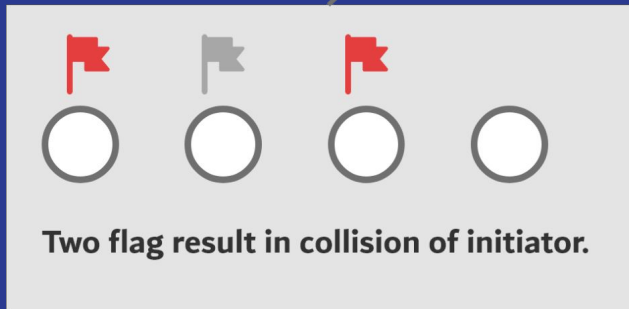 Two flag result in collision of initiator.